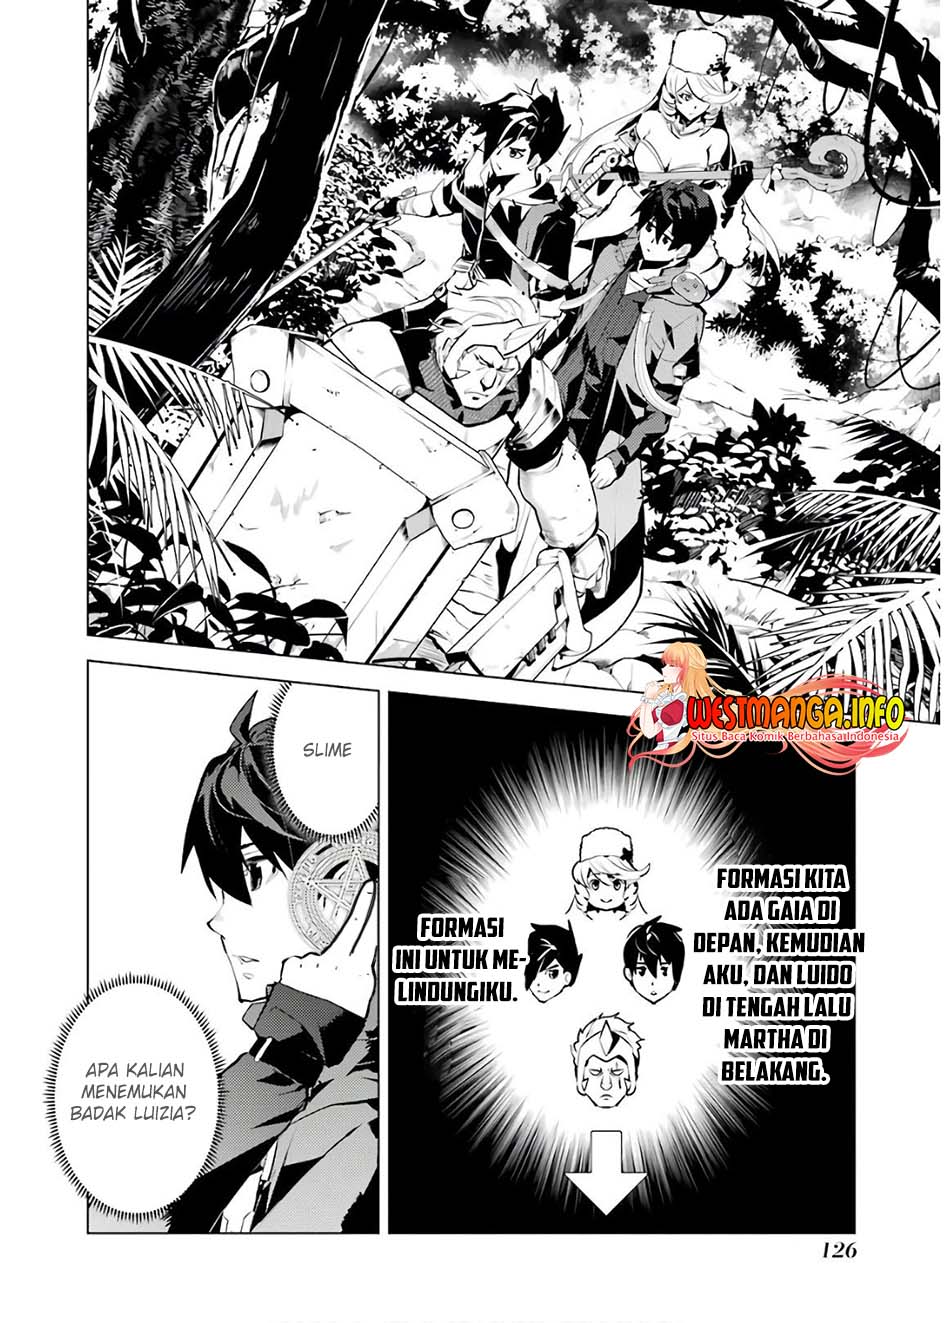 WESTMANGA.INFO
Situs Baca Komik Berbahasa Indonesia
FORMASI KITA
ADA GAIA DI
DEPAN, KEMUDIAN
AKU, DAN LUIDO
DI TENGAH LALU
MARTHA DI
BELAKANG.
FORMASI
INI UNTUK ME-
LINDUNGIKU.
SLIME
APA KALIAN
MENEMUKAN
BADAK LUIZIA?
126